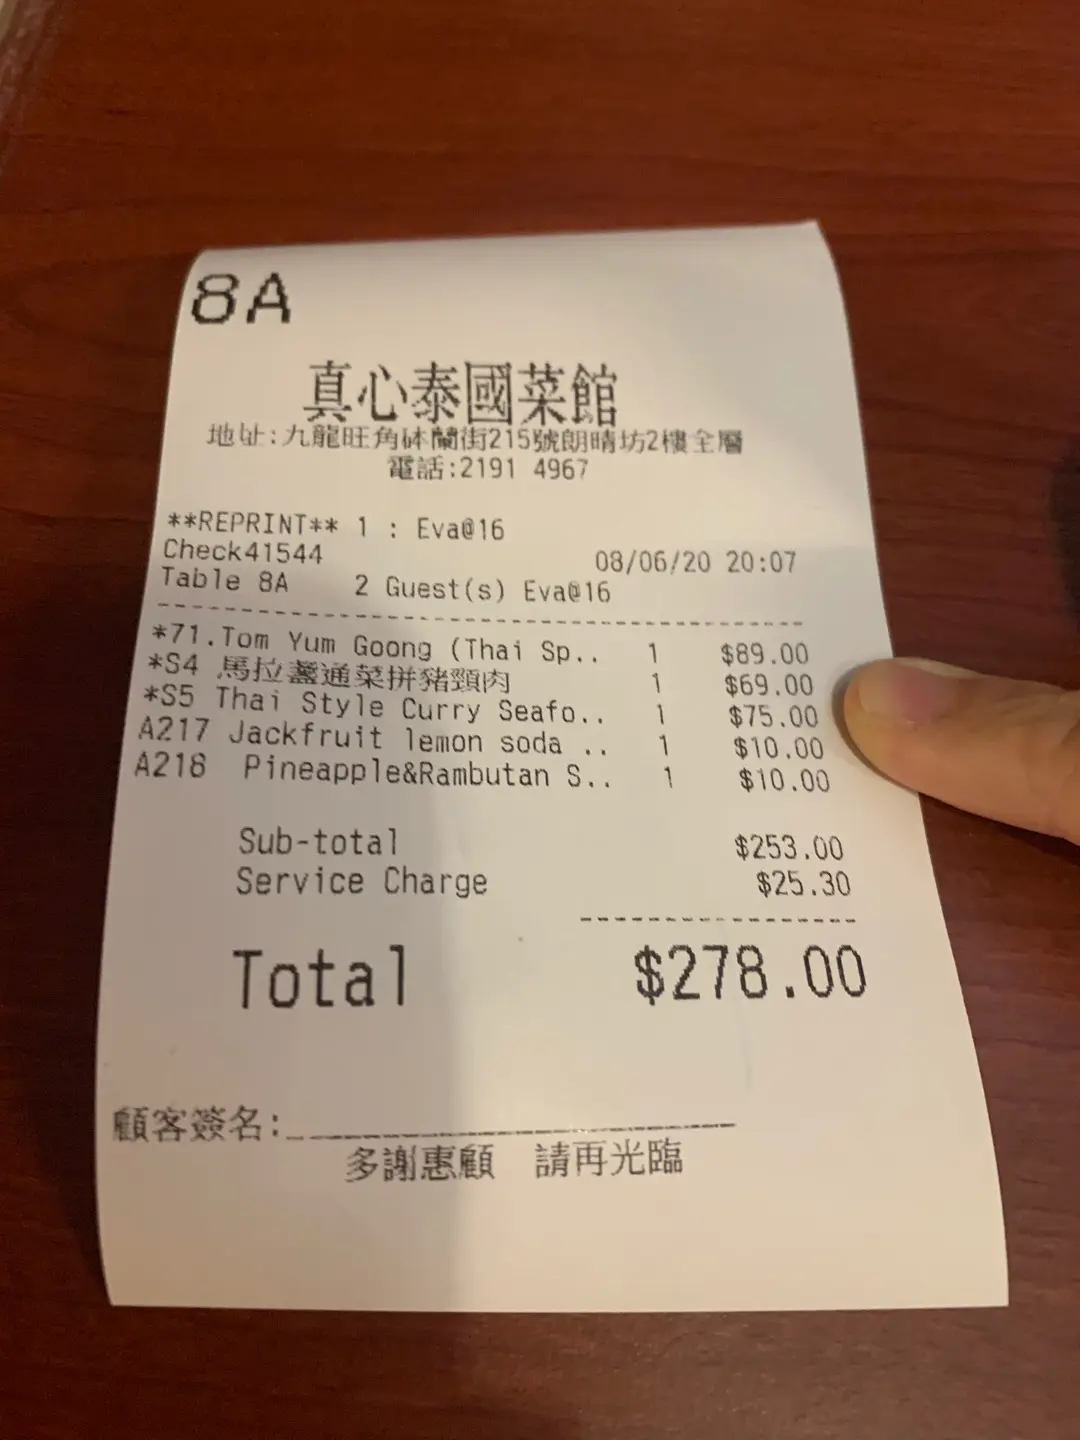 8A
真心泰國菜館
地址:九龍旺角砵蘭街215號朗晴坊2樓全層
電話:2191 4967
**REPRINT** 1 : Eva@16
Check41544 08/06/20 20:07
Table 8A 2 Guest(s) Eva@16
*71.Tom Yum Goong (Thai Sp.. 1 $89.00
*S4 馬拉盞通菜拼豬頸肉 1 $69.00
*S5 Thai Style Curry Seafo.. 1 $75.00
A217 Jackfruit lemon soda .. 1 $10.00
A218 Pineapple&Rambutan S.. 1 $10.00
Sub-total $253.00
Service Charge $25.30
Total $278.00
顧客簽名:
多謝惠顧 請再光臨